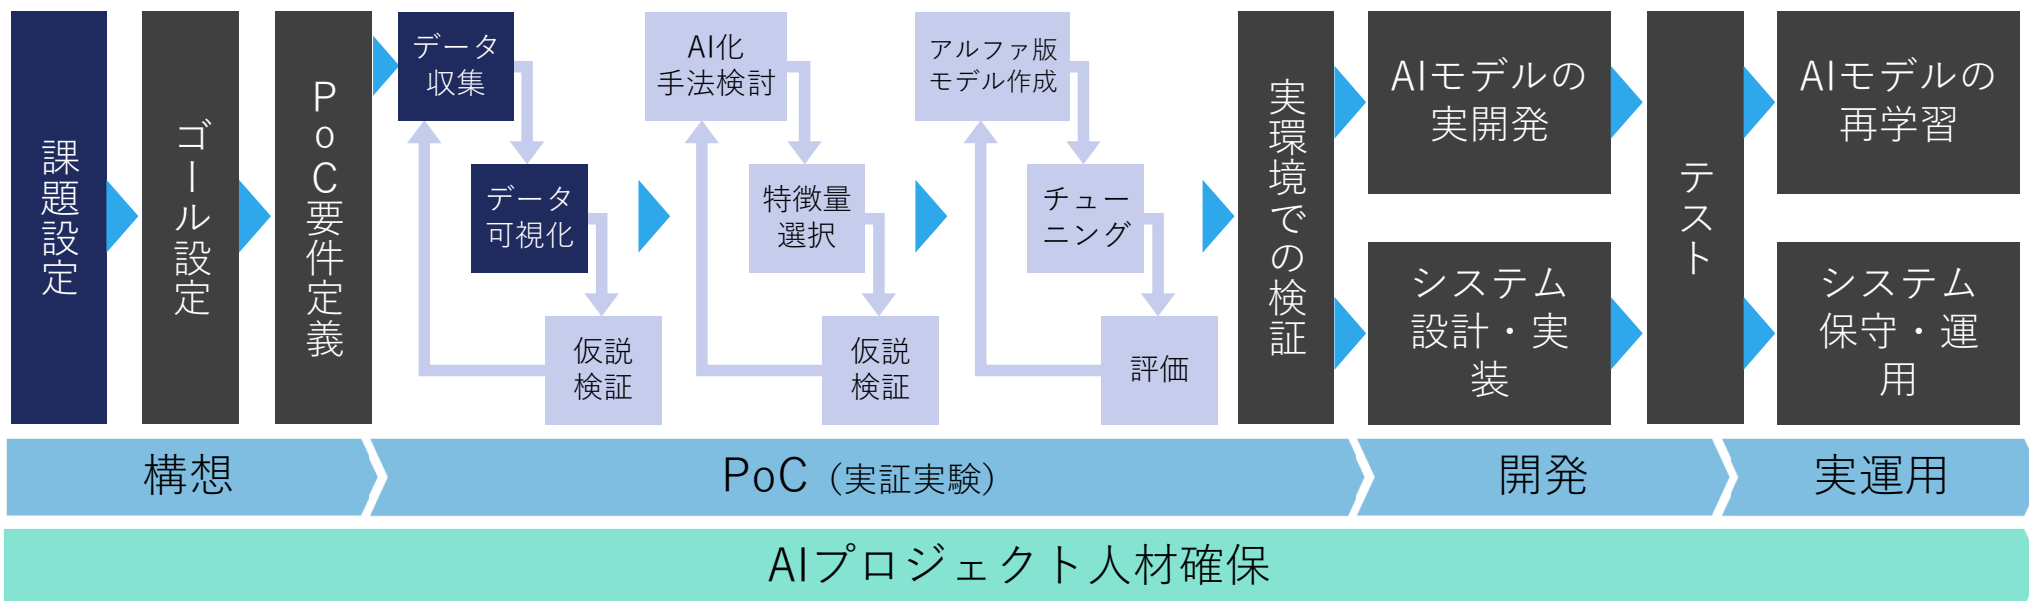 課題設定
ゴール設定
PoC要件定義
データ
収集
データ
可視化
仮説
検証
AI化
手法検討
特徴量
選択
仮説
検証
アルファ版
モデル作成
チュー
ニング
評価
実環境での検証
AIモデルの
実開発
システム
設計・実
装
テスト
AIモデルの
再学習
システム
保守・運
用
構想
PoC（実証実験）
開発
実運用
AIプロジェクト人材確保